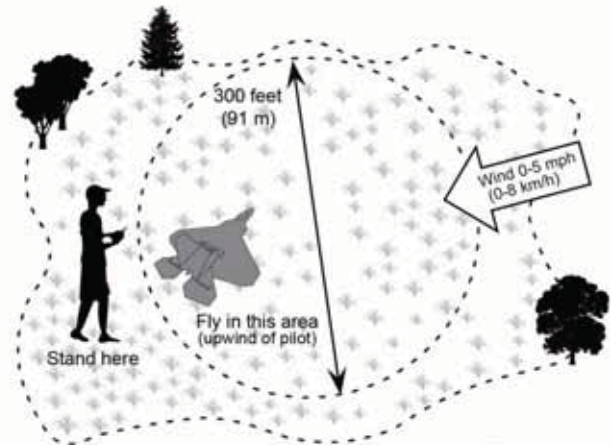 300 feet
(91 m)
Wind 0-5 mph
(0-8 km/h)
Fly in this area
(upwind of pilot)
Stand here